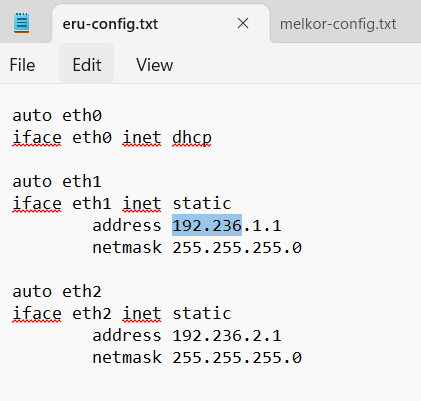 eru-config.txt
melkor-config.txt
File Edit View
auto eth0
iface eth0 inet dhcp
auto eth1
iface eth1 inet static
address 192.236.1.1
netmask 255.255.255.0
auto eth2
iface eth2 inet static
address 192.236.2.1
netmask 255.255.255.0